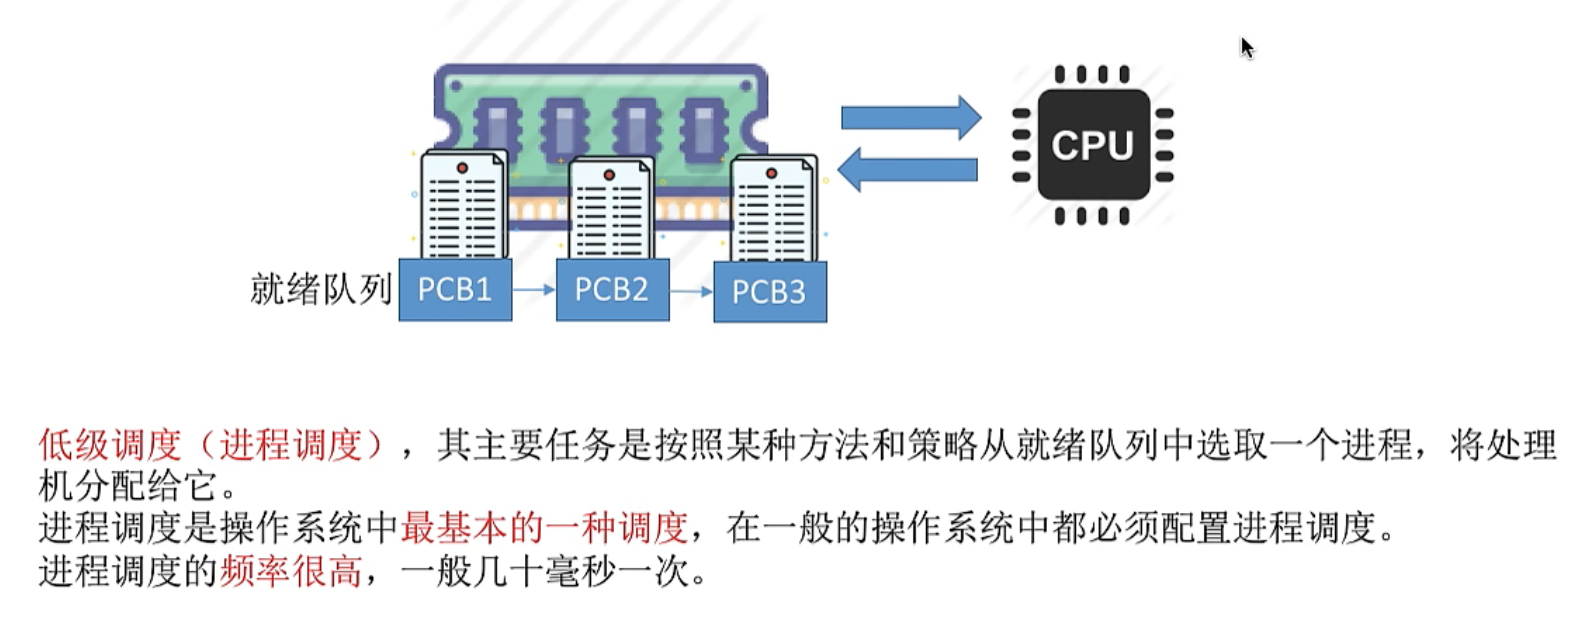 CPU
就绪队列 PCB1 PCB2 PCB3
低级调度（进程调度），其主要任务是按照某种方法和策略从就绪队列中选取一个进程，将处理
机分配给它。
进程调度是操作系统中最基本的一种调度，在一般的操作系统中都必须配置进程调度。
进程调度的频率很高，一般几十毫秒一次。